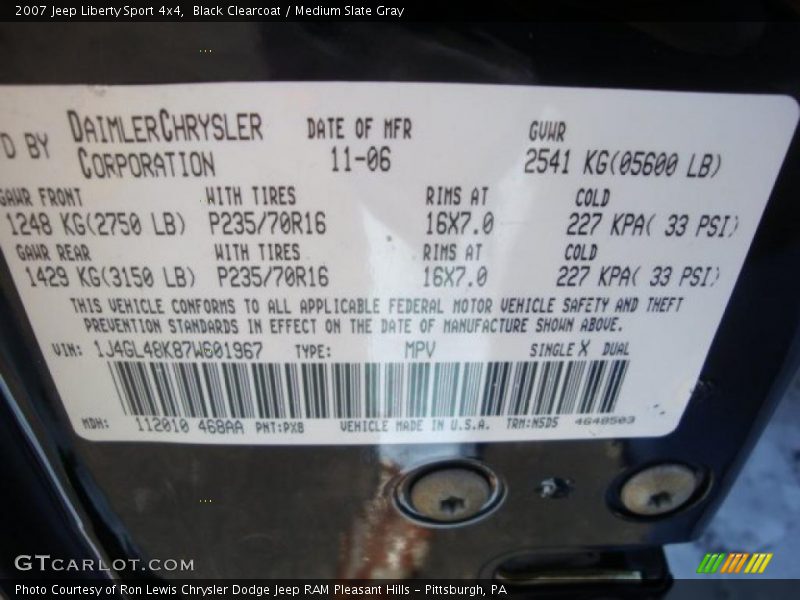 2007 Jeep Liberty Sport 4x4, Black Clearcoat / Medium Slate Gray
D BY DAIMLERCHRYSLER CORPORATION DATE OF MFR 11-06 GVWR 2541 KG(05600 LB)
GAWR FRONT WITH TIRES RIMS AT COLD
1248 KG(2750 LB) P235/70R16 16X7.0 227 KPA( 33 PSI)
GAWR REAR WITH TIRES RIMS AT COLD
1429 KG(3150 LB) P235/70R16 16X7.0 227 KPA( 33 PSI)
THIS VEHICLE CONFORMS TO ALL APPLICABLE FEDERAL MOTOR VEHICLE SAFETY AND THEFT
PREVENTION STANDARDS IN EFFECT ON THE DATE OF MANUFACTURE SHOWN ABOVE.
VIN: 1J4GL48K87W601967 TYPE: MPV SINGLE X DUAL
MDH: 112010 468AA PNT:PX8 VEHICLE MADE IN U.S.A. TRM:NSDS 4648503
GTCARLOT.COM
Photo Courtesy of Ron Lewis Chrysler Dodge Jeep RAM Pleasant Hills - Pittsburgh, PA